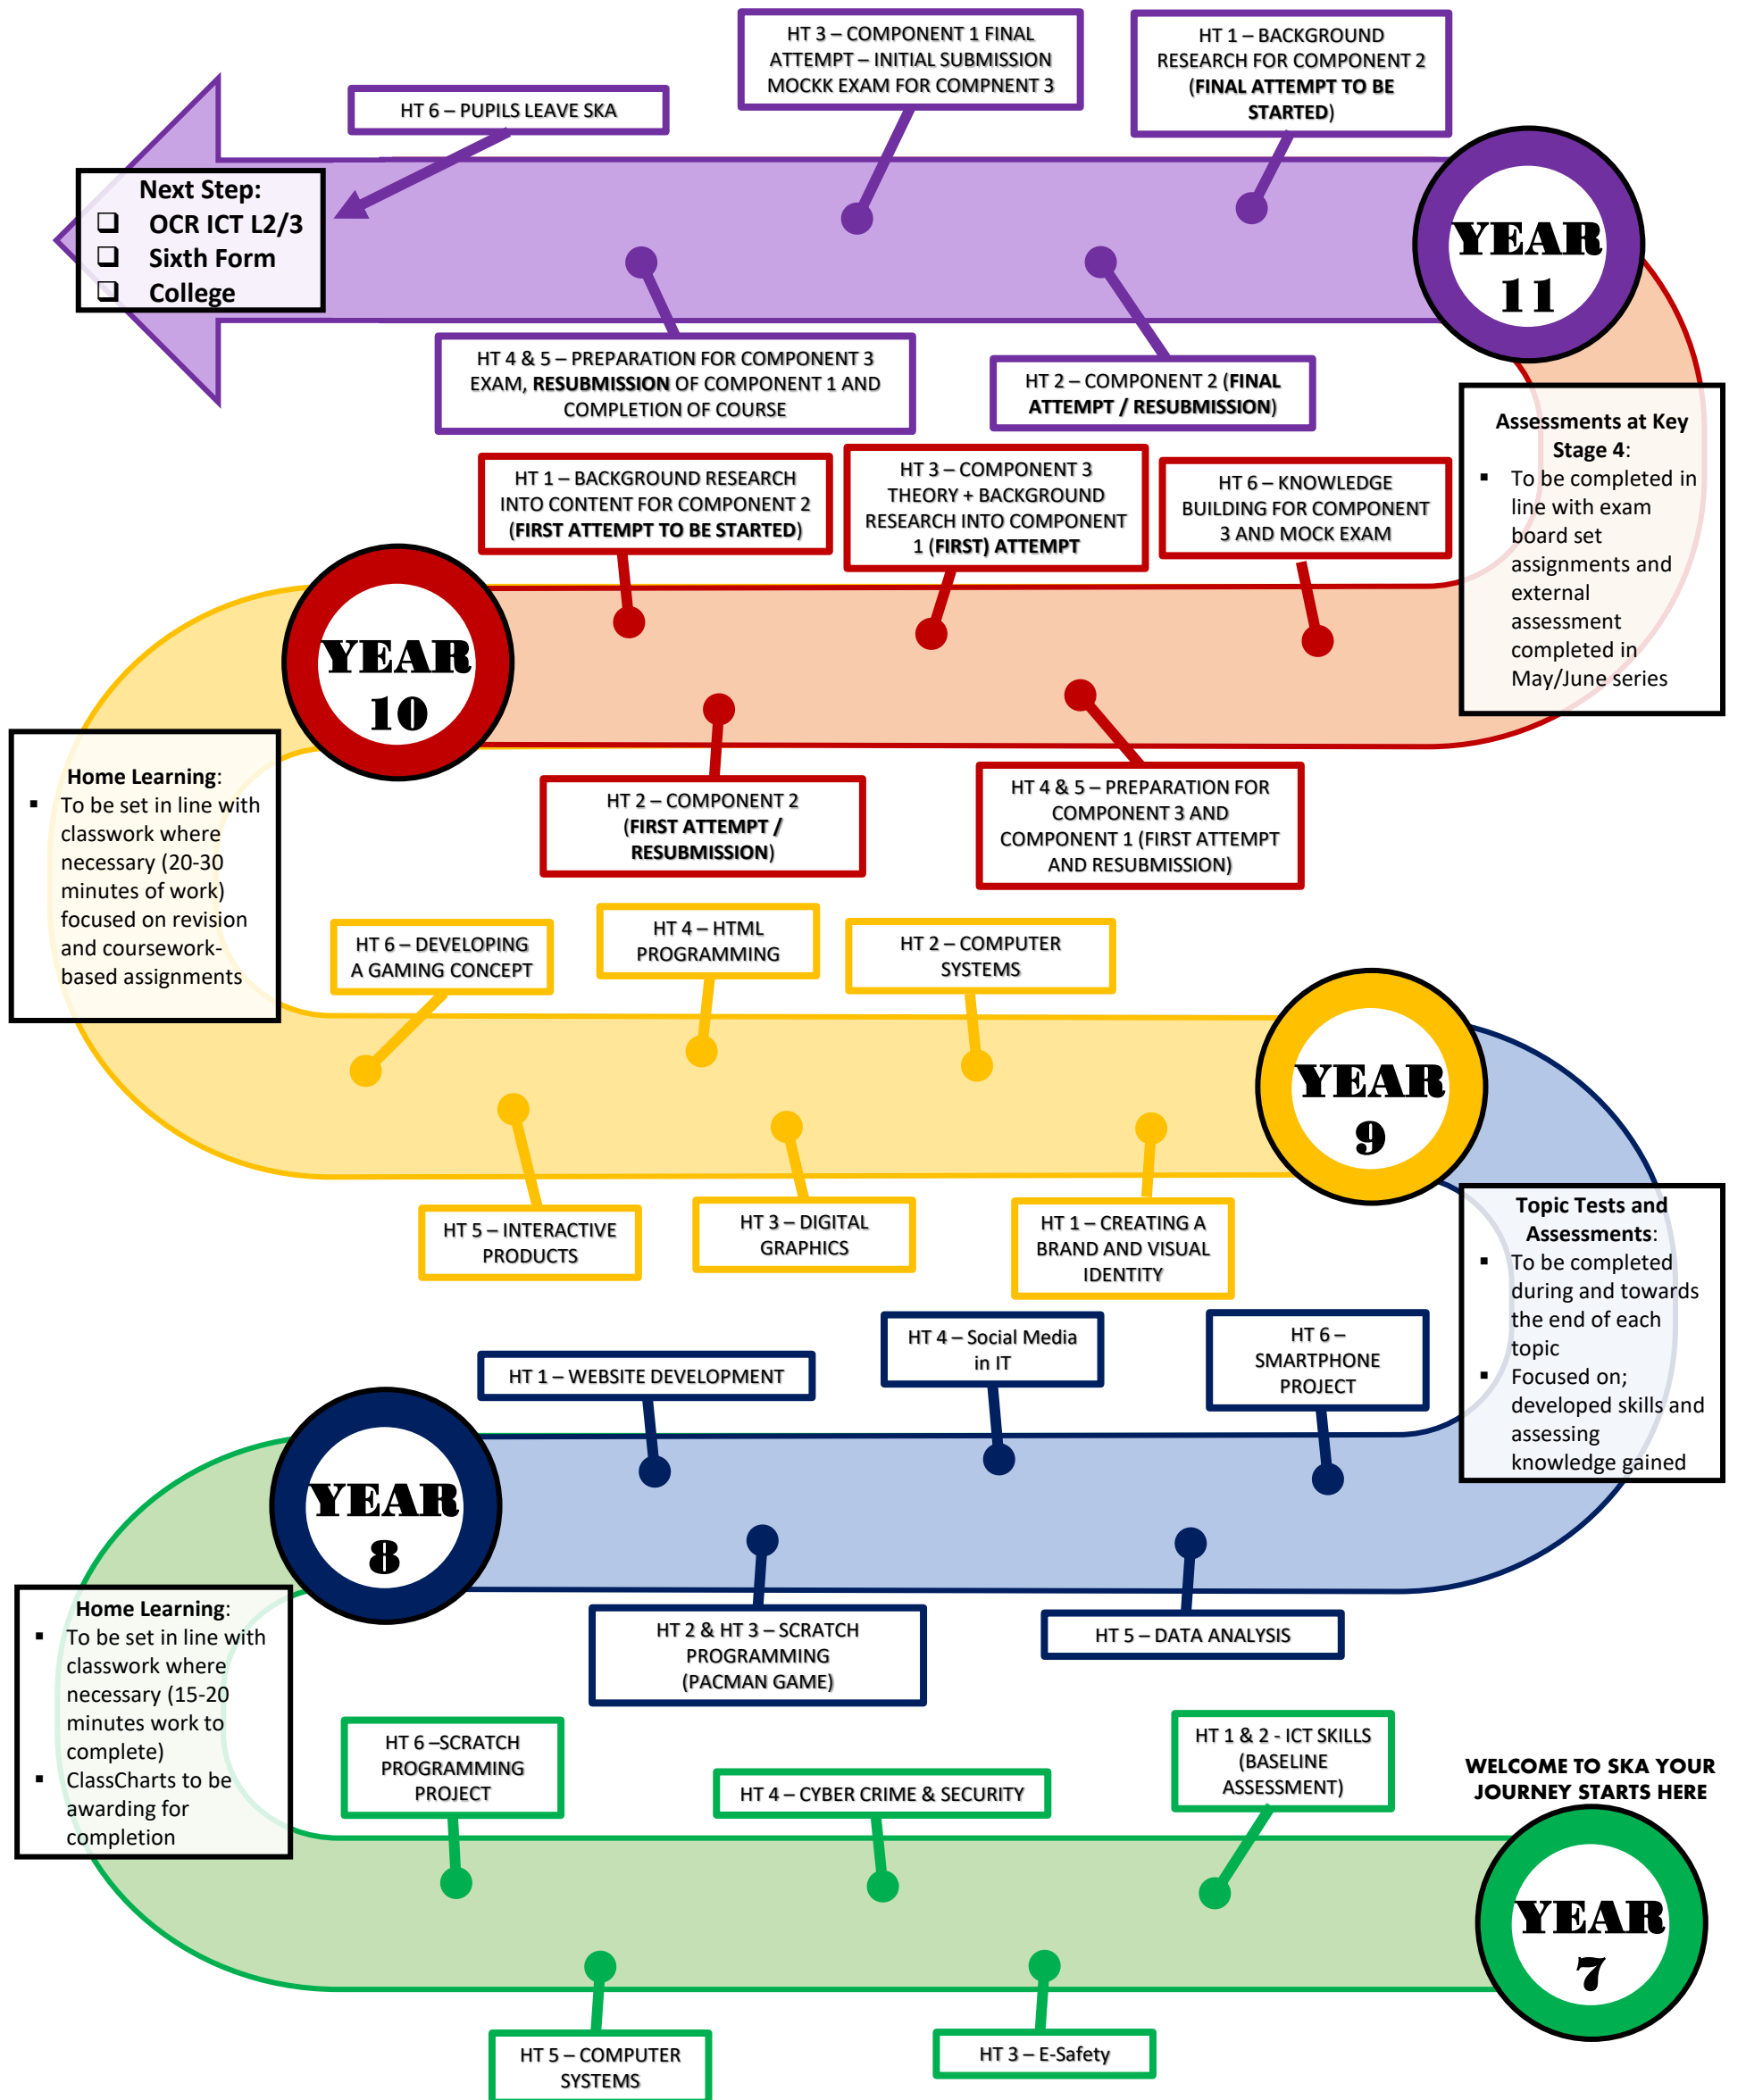 HT 3 – COMPONENT 1 FINAL
ATTEMPT – INITIAL SUBMISSION
MOCKK EXAM FOR COMPNENT 3
HT 1 – BACKGROUND
RESEARCH FOR COMPONENT 2
(FINAL ATTEMPT TO BE
STARTED)
HT 6 – PUPILS LEAVE SKA
Next Step:
❑ OCR ICT L2/3
❑ Sixth Form
❑ College
YEAR
11
HT 4 & 5 – PREPARATION FOR COMPONENT 3
EXAM, RESUBMISSION OF COMPONENT 1 AND
COMPLETION OF COURSE
HT 2 – COMPONENT 2 (FINAL
ATTEMPT / RESUBMISSION)
Assessments at Key
Stage 4:
▪ To be completed in
line with exam
board set
assignments and
external
assessment
completed in
May/June series
HT 1 – BACKGROUND RESEARCH
INTO CONTENT FOR COMPONENT 2
(FIRST ATTEMPT TO BE STARTED)
HT 3 – COMPONENT 3
THEORY + BACKGROUND
RESEARCH INTO COMPONENT
1 (FIRST) ATTEMPT
HT 6 – KNOWLEDGE
BUILDING FOR COMPONENT
3 AND MOCK EXAM
YEAR
10
HT 2 – COMPONENT 2
(FIRST ATTEMPT /
RESUBMISSION)
HT 4 & 5 – PREPARATION FOR
COMPONENT 3 AND
COMPONENT 1 (FIRST ATTEMPT
AND RESUBMISSION)
Home Learning:
▪ To be set in line with
classwork where
necessary (20-30
minutes of work)
focused on revision
and coursework-
based assignments
HT 6 – DEVELOPING
A GAMING CONCEPT
HT 4 – HTML
PROGRAMMING
HT 2 – COMPUTER
SYSTEMS
YEAR
9
HT 5 – INTERACTIVE
PRODUCTS
HT 3 – DIGITAL
GRAPHICS
HT 1 – CREATING A
BRAND AND VISUAL
IDENTITY
Topic Tests and
Assessments:
▪ To be completed
during and towards
the end of each
topic
▪ Focused on;
developed skills and
assessing
knowledge gained
HT 1 – WEBSITE DEVELOPMENT
HT 4 – Social Media
in IT
HT 6 –
SMARTPHONE
PROJECT
YEAR
8
HT 2 & HT 3 – SCRATCH
PROGRAMMING
(PACMAN GAME)
HT 5 – DATA ANALYSIS
Home Learning:
▪ To be set in line with
classwork where
necessary (15-20
minutes work to
complete)
▪ ClassCharts to be
awarding for
completion
HT 6 –SCRATCH
PROGRAMMING
PROJECT
HT 4 – CYBER CRIME & SECURITY
HT 1 & 2 - ICT SKILLS
(BASELINE
ASSESSMENT)
WELCOME TO SKA YOUR
JOURNEY STARTS HERE
YEAR
7
HT 5 – COMPUTER
SYSTEMS
HT 3 – E-Safety